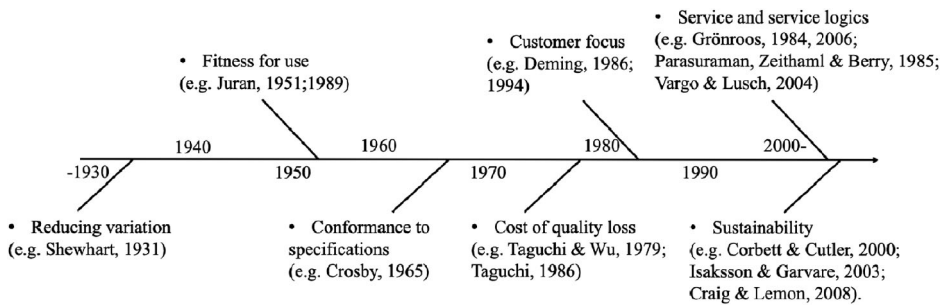 • Service and service logics
(e.g. Grönroos, 1984, 2006;
Parasuraman, Zeithaml & Berry, 1985;
Vargo & Lusch, 2004)
• Customer focus
(e.g. Deming, 1986;
1994)
• Fitness for use
(e.g. Juran, 1951;1989)
1940
1960
1980
2000-
-1930
1950
1970
1990
• Reducing variation
(e.g. Shewhart, 1931)
• Conformance to
specifications
(e.g. Crosby, 1965)
• Cost of quality loss
(e.g. Taguchi & Wu, 1979;
Taguchi, 1986)
• Sustainability
(e.g. Corbett & Cutler, 2000;
Isaksson & Garvare, 2003;
Craig & Lemon, 2008).